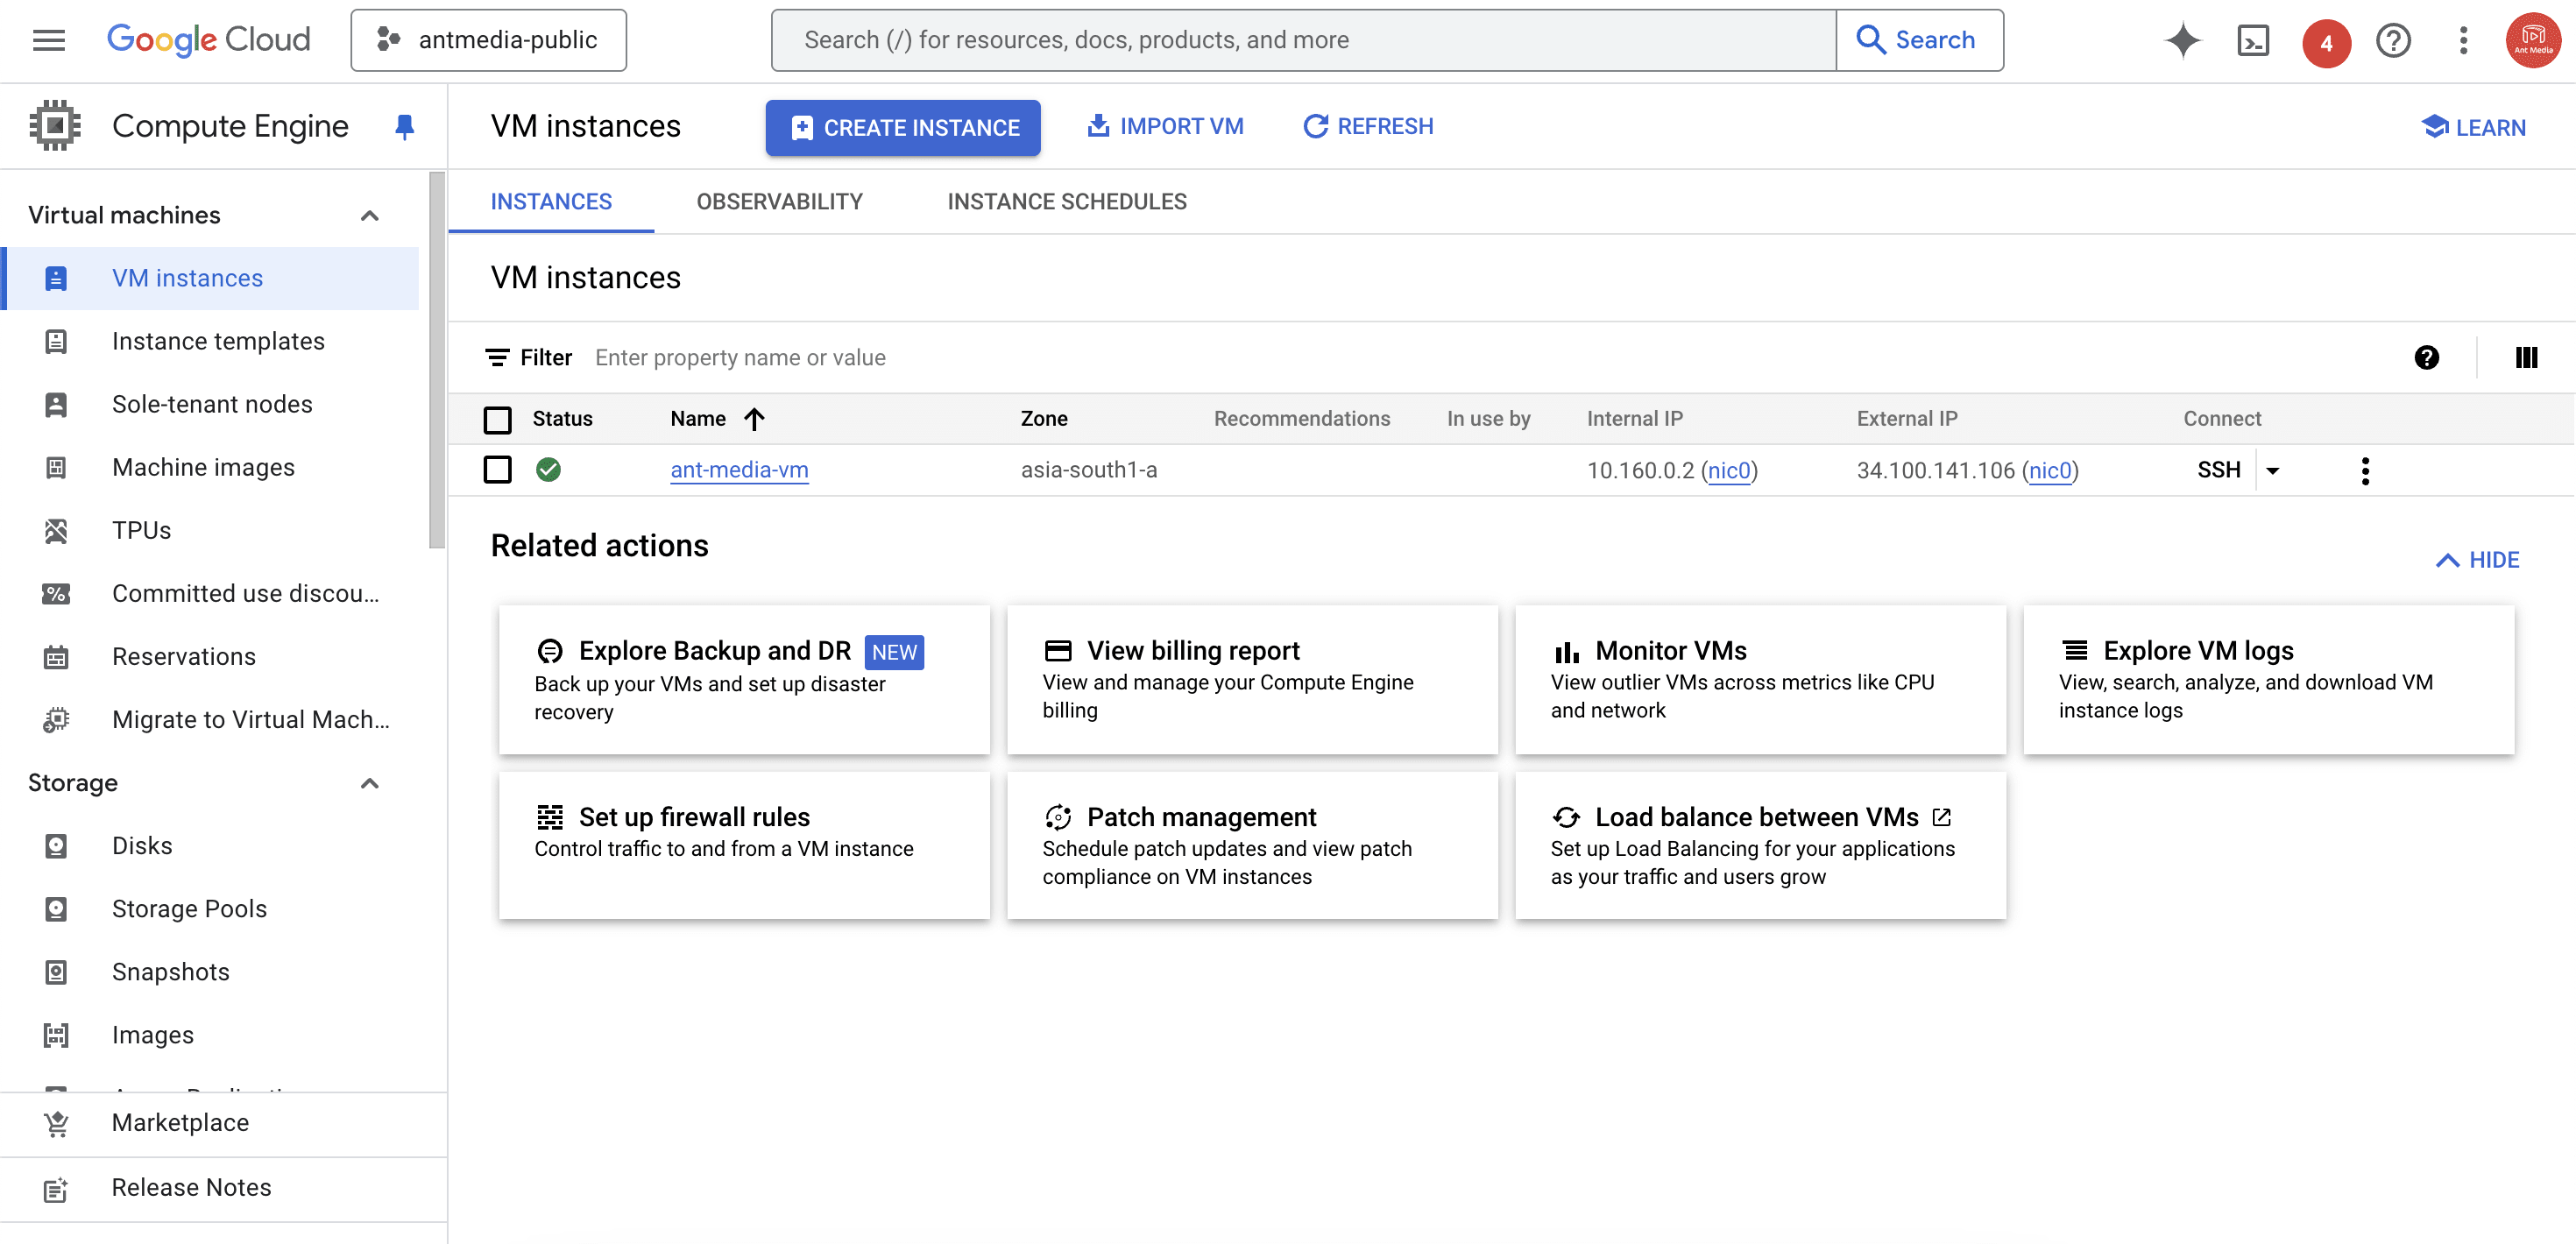 Google Cloud
antmedia-public
Search (/) for resources, docs, products, and more
Search
4
Ant Media
Compute Engine
VM instances
CREATE INSTANCE
IMPORT VM
REFRESH
LEARN
Virtual machines
VM instances
Instance templates
Sole-tenant nodes
Machine images
TPUs
Committed use discou...
Reservations
Migrate to Virtual Mach...
Storage
Disks
Storage Pools
Snapshots
Images
Marketplace
Release Notes
INSTANCES
OBSERVABILITY
INSTANCE SCHEDULES
VM instances
Filter
Enter property name or value
Status
Name
Zone
Recommendations
In use by
Internal IP
External IP
Connect
ant-media-vm
asia-south1-a
10.160.0.2 (nic0)
34.100.141.106 (nic0)
SSH
Related actions
HIDE
Explore Backup and DR NEW
Back up your VMs and set up disaster
recovery
View billing report
View and manage your Compute Engine
billing
Monitor VMs
View outlier VMs across metrics like CPU
and network
Explore VM logs
View, search, analyze, and download VM
instance logs
Set up firewall rules
Control traffic to and from a VM instance
Patch management
Schedule patch updates and view patch
compliance on VM instances
Load balance between VMs
Set up Load Balancing for your applications
as your traffic and users grow